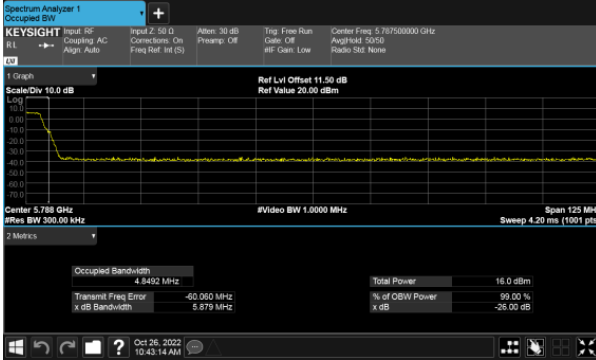 Spectrum Analyzer 1
Occupied BW
+
KEYSIGHT Input: RF Input Z: 50 Ω Atten: 30 dB Trig: Free Run Center Freq: 5.787500000 GHz
RL Coupling: AC Corrections: On Preamp: Off Gate: Off Avg|Hold: 50/50
Align: Auto Freq Ref: Int (S) #IF Gain: Low Radio Std: None
LXI
1 Graph
Scale/Div 10.0 dB Ref Lvl Offset 11.50 dB
Ref Value 20.00 dBm
Log
10.0
0.00
-10.0
-20.0
-30.0
-40.0
-50.0
-60.0
-70.0
Center 5.788 GHz #Video BW 1.0000 MHz Span 125 MH
#Res BW 300.00 kHz Sweep 4.20 ms (1001 pts
2 Metrics
Occupied Bandwidth
4.8492 MHz Total Power 16.0 dBm
Transmit Freq Error -60.060 MHz % of OBW Power 99.00 %
x dB Bandwidth 5.879 MHz x dB -26.00 dB
? Oct 26, 2022
10:43:14 AM